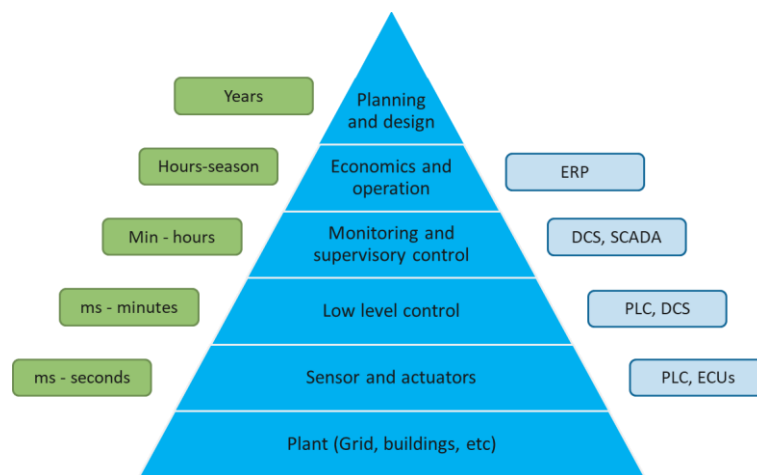 Years
Planning
and design
Hours-season
Economics and
operation
ERP
Min - hours
Monitoring and
supervisory control
DCS, SCADA
ms - minutes
Low level control
PLC, DCS
ms - seconds
Sensor and actuators
PLC, ECUs
Plant (Grid, buildings, etc)